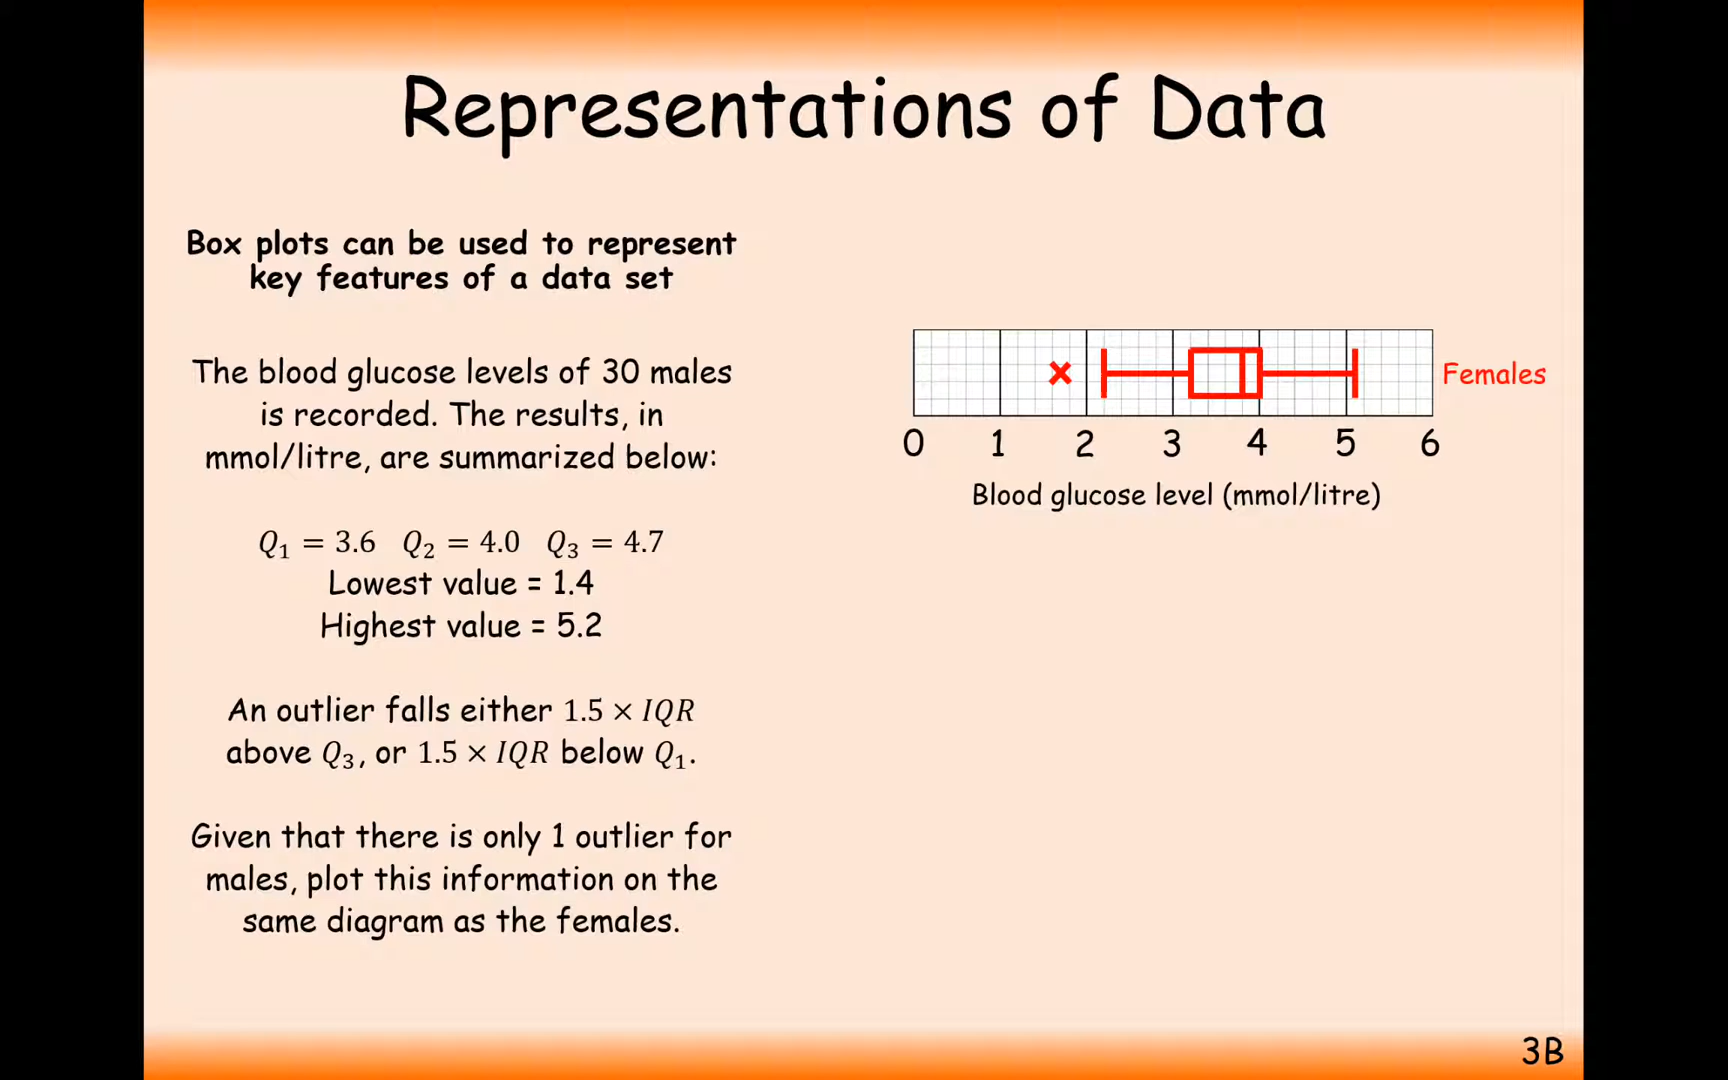 Representations of Data
Box plots can be used to represent
key features of a data set
The blood glucose levels of 30 males
is recorded. The results, in
mmol/litre, are summarized below:
𝑄₁ = 3.6 𝑄₂ = 4.0 𝑄₃ = 4.7
Lowest value = 1.4
Highest value = 5.2
An outlier falls either 1.5 × 𝐼𝑄𝑅
above 𝑄₃, or 1.5 × 𝐼𝑄𝑅 below 𝑄₁.
Given that there is only 1 outlier for
males, plot this information on the
same diagram as the females.
Females
0 1 2 3 4 5 6
Blood glucose level (mmol/litre)
3B